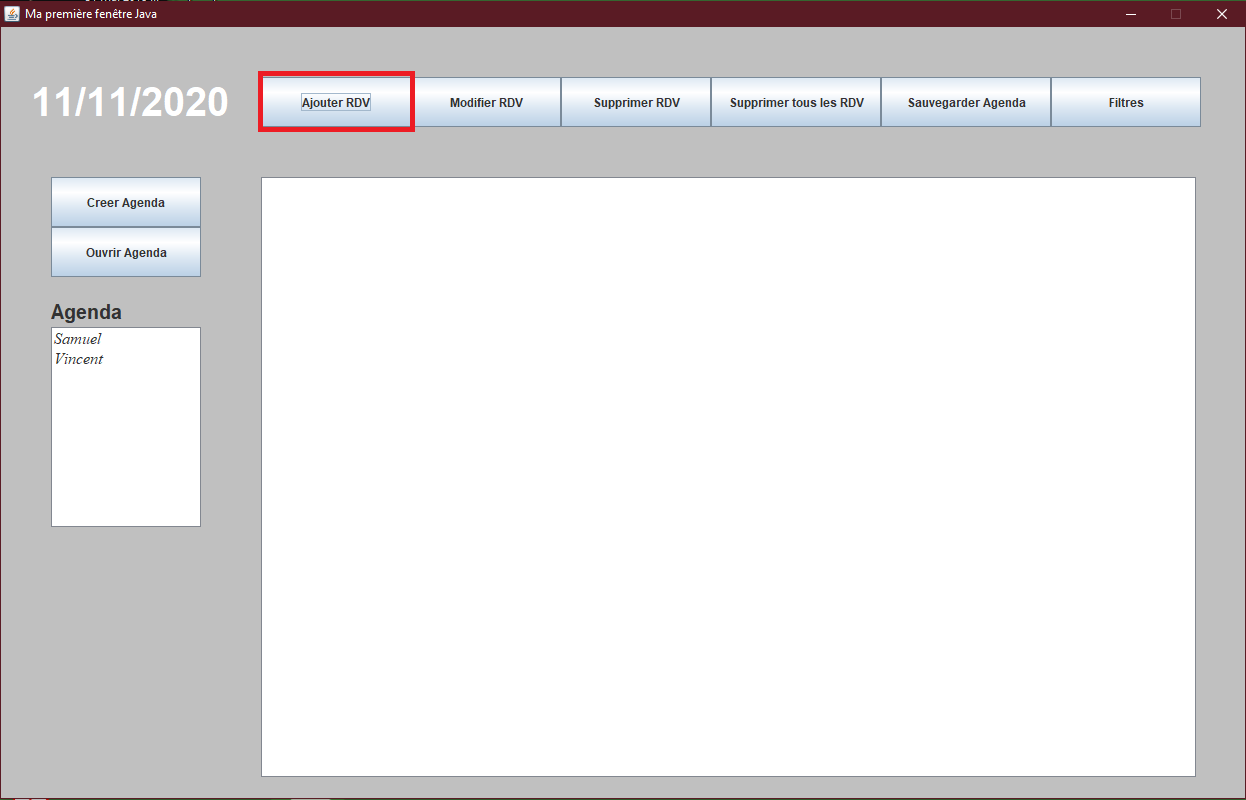 Ma première fenêtre Java
11/11/2020
Ajouter RDV
Modifier RDV
Supprimer RDV
Supprimer tous les RDV
Sauvegarder Agenda
Filtres
Creer Agenda
Ouvrir Agenda
Agenda
Samuel
Vincent